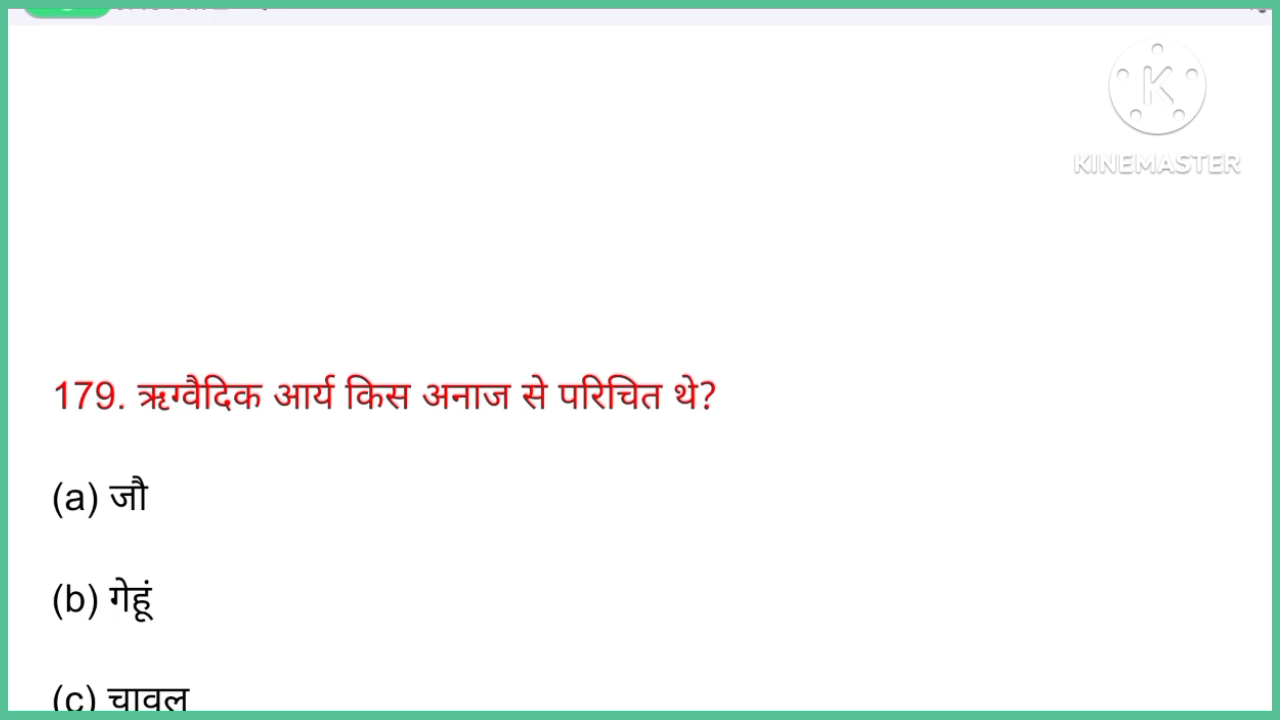 KINEMASTER
179. ऋग्वैदिक आर्य किस अनाज से परिचित थे?
(a) जौ
(b) गेहूं
(c) चावल